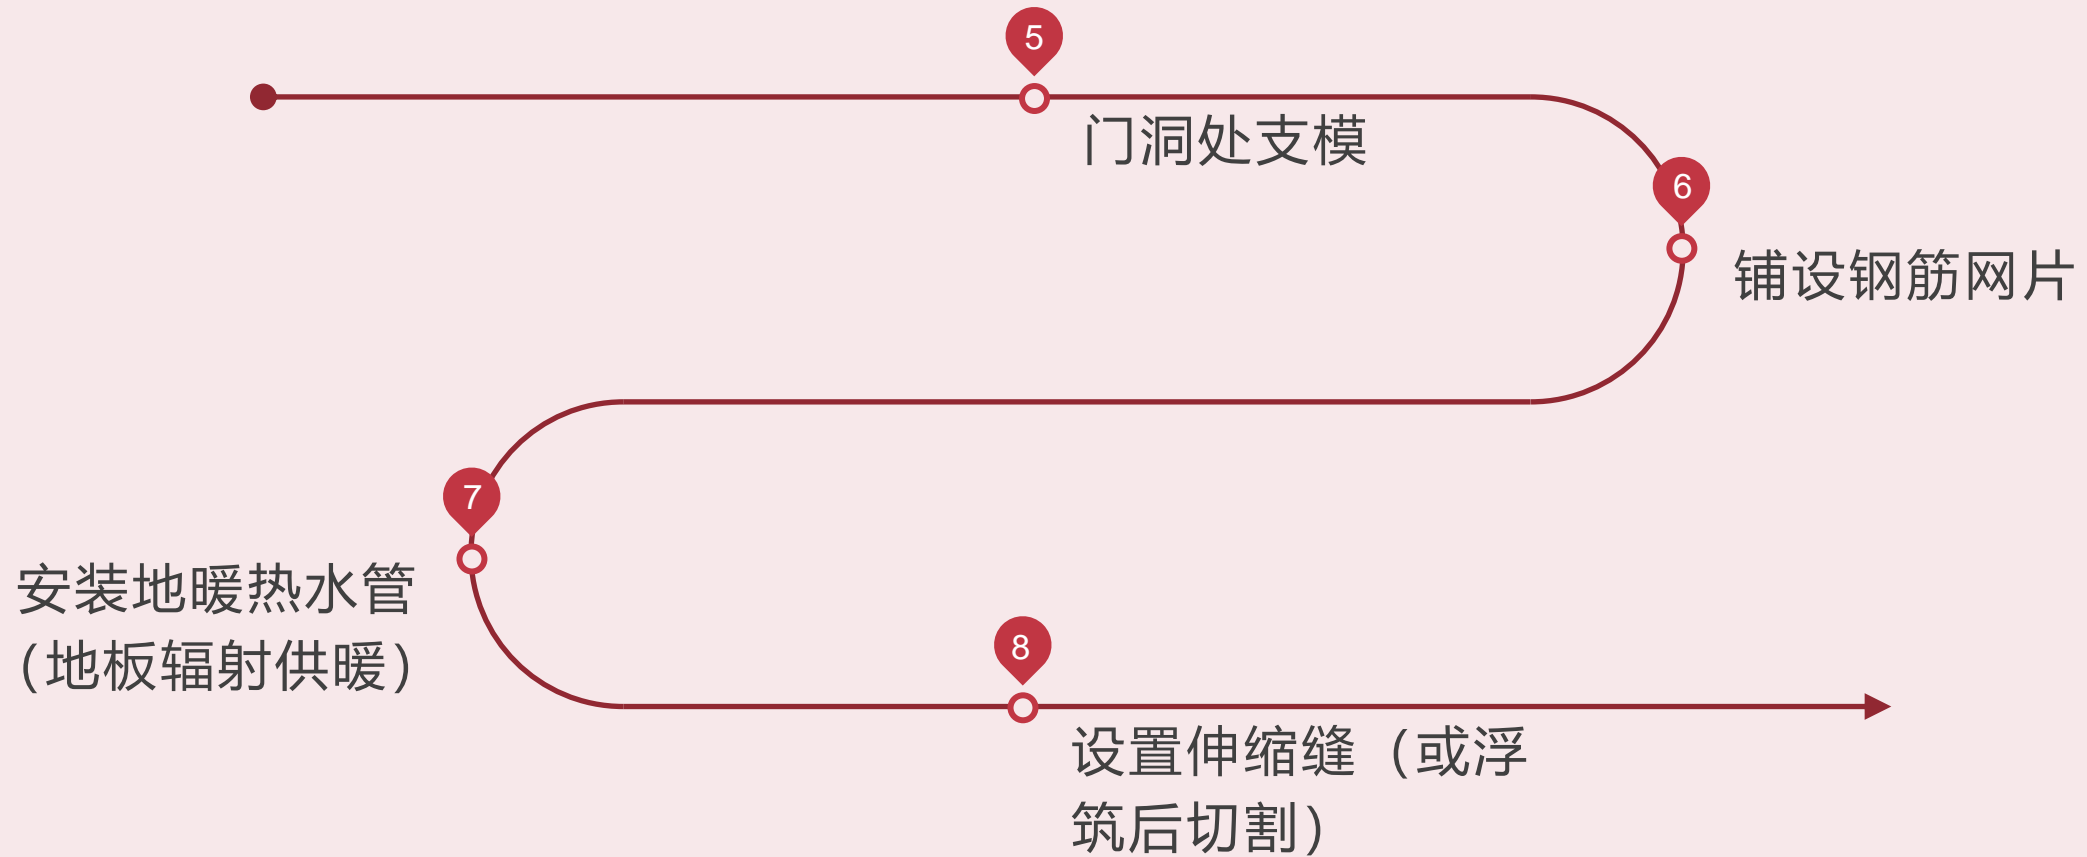 5
门洞处支模
6
铺设钢筋网片
7
安装地暖热水管
(地板辐射供暖)
8
设置伸缩缝（或浮
筑后切割）